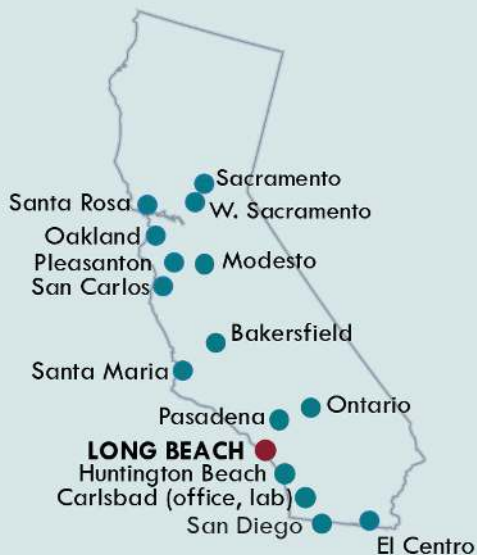 Sacramento
Santa Rosa
W. Sacramento
Oakland
Pleasanton
Modesto
San Carlos
Bakersfield
Santa Maria
Ontario
Pasadena
LONG BEACH
Huntington Beach
Carlsbad (office, lab)
San Diego
El Centro